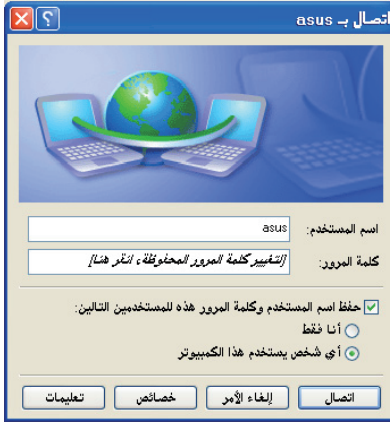 اتصال بـ asus
اسم المستخدم: asus
كلمة المرور: [لتغيير كلمة المرور المحفوظة، انقر هنا]
حفظ اسم المستخدم وكلمة المرور هذه للمستخدمين التالين:
أنا فقط
أي شخص يستخدم هذا الكمبيوتر
اتصال إلغاء الأمر خصائص تعليمات